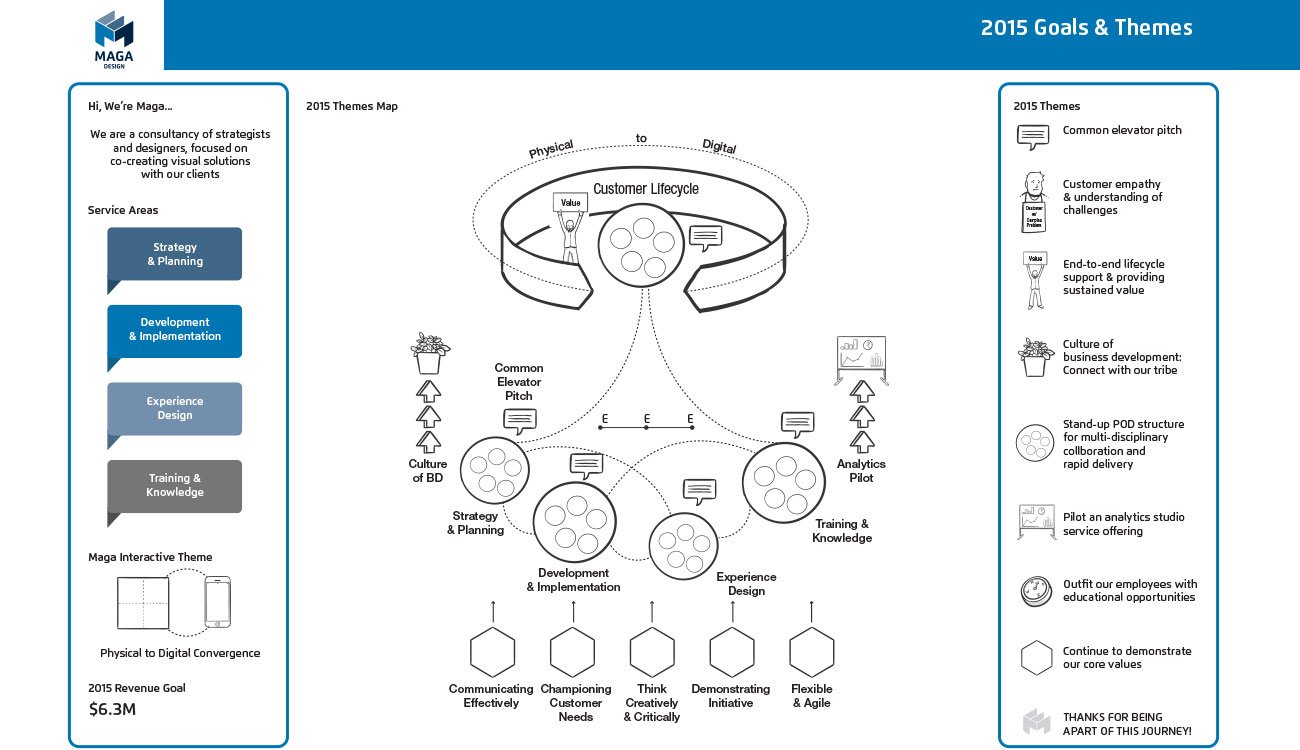 MAGA
DESIGN
2015 Goals & Themes
Hi, We're Maga...
We are a consultancy of strategists
and designers, focused on
co-creating visual solutions
with our clients
Service Areas
Strategy
& Planning
Development
& Implementation
Experience
Design
Training &
Knowledge
Maga Interactive Theme
Physical to Digital Convergence
2015 Revenue Goal
$6.3M
2015 Themes Map
Physical to Digital
Customer Lifecycle
Value
Common
Elevator
Pitch
E E E
Culture
of BD
Analytics
Pilot
Strategy
& Planning
Training &
Knowledge
Development
& Implementation
Experience
Design
Communicating
Effectively
Championing
Customer
Needs
Think
Creatively
& Critically
Demonstrating
Initiative
Flexible
& Agile
2015 Themes
Common elevator pitch
Customer
w/
Complex
Problem
Customer empathy
& understanding of
challenges
Value
End-to-end lifecycle
support & providing
sustained value
Culture of
business development:
Connect with our tribe
Stand-up POD structure
for multi-disciplinary
collboration and
rapid delivery
Pilot an analytics studio
service offering
Outfit our employees with
educational opportunities
Continue to demonstrate
our core values
THANKS FOR BEING
APART OF THIS JOURNEY!